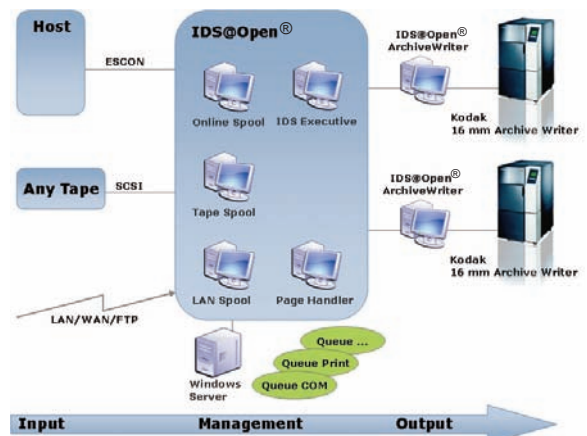 Host
ESCON
IDS@Open®
Online Spool
IDS Executive
IDS@Open®
ArchiveWriter
Kodak
16 mm Archive Writer
Any Tape
SCSI
Tape Spool
IDS@Open®
ArchiveWriter
Kodak
16 mm Archive Writer
LAN Spool
Page Handler
LAN/WAN/FTP
Windows
Server
Queue ...
Queue Print
Queue COM
Input
Management
Output